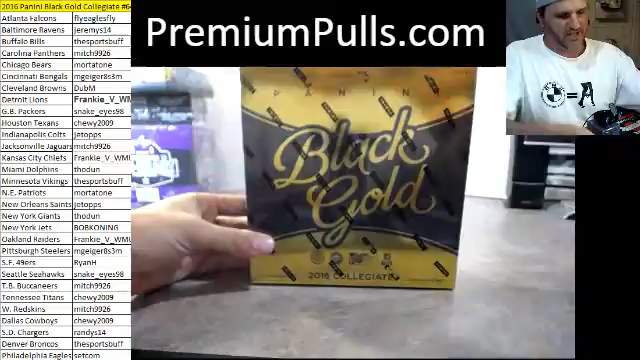 2016 Panini Black Gold Collegiate #6
Atlanta Falcons flyeaglesfly
Baltimore Ravens jeremys14
Buffalo Bills thesportsbuff
Carolina Panthers mitch9926
Chicago Bears mortatone
Cincinnati Bengals mgeiger8s3m
Cleveland Browns DubM
Detroit Lions Frankie_V_WM
G.B. Packers snake_eyes98
Houston Texans chewy2009
Indianapolis Colts jetopps
Jacksonville Jaguars mitch9926
Kansas City Chiefs Frankie_V_WMU
Miami Dolphins thodun
Minnesota Vikings thesportsbuff
N.E. Patriots mortatone
New Orleans Saints jetopps
New York Giants thodun
New York Jets BOBKONING
Oakland Raiders Frankie_V_WMU
Pittsburgh Steelers mgeiger8s3m
S.F. 49ers RyanH
Seattle Seahawks snake_eyes98
T.B. Buccaneers mitch9926
Tennessee Titans chewy2009
W. Redskins mitch9926
Dallas Cowboys chewy2009
S.D. Chargers randys14
Denver Broncos thesportsbuff
Philadelphia Eagles setcom
PremiumPulls.com
PANINI
Black
Gold
2016 COLLEGIATE
=A